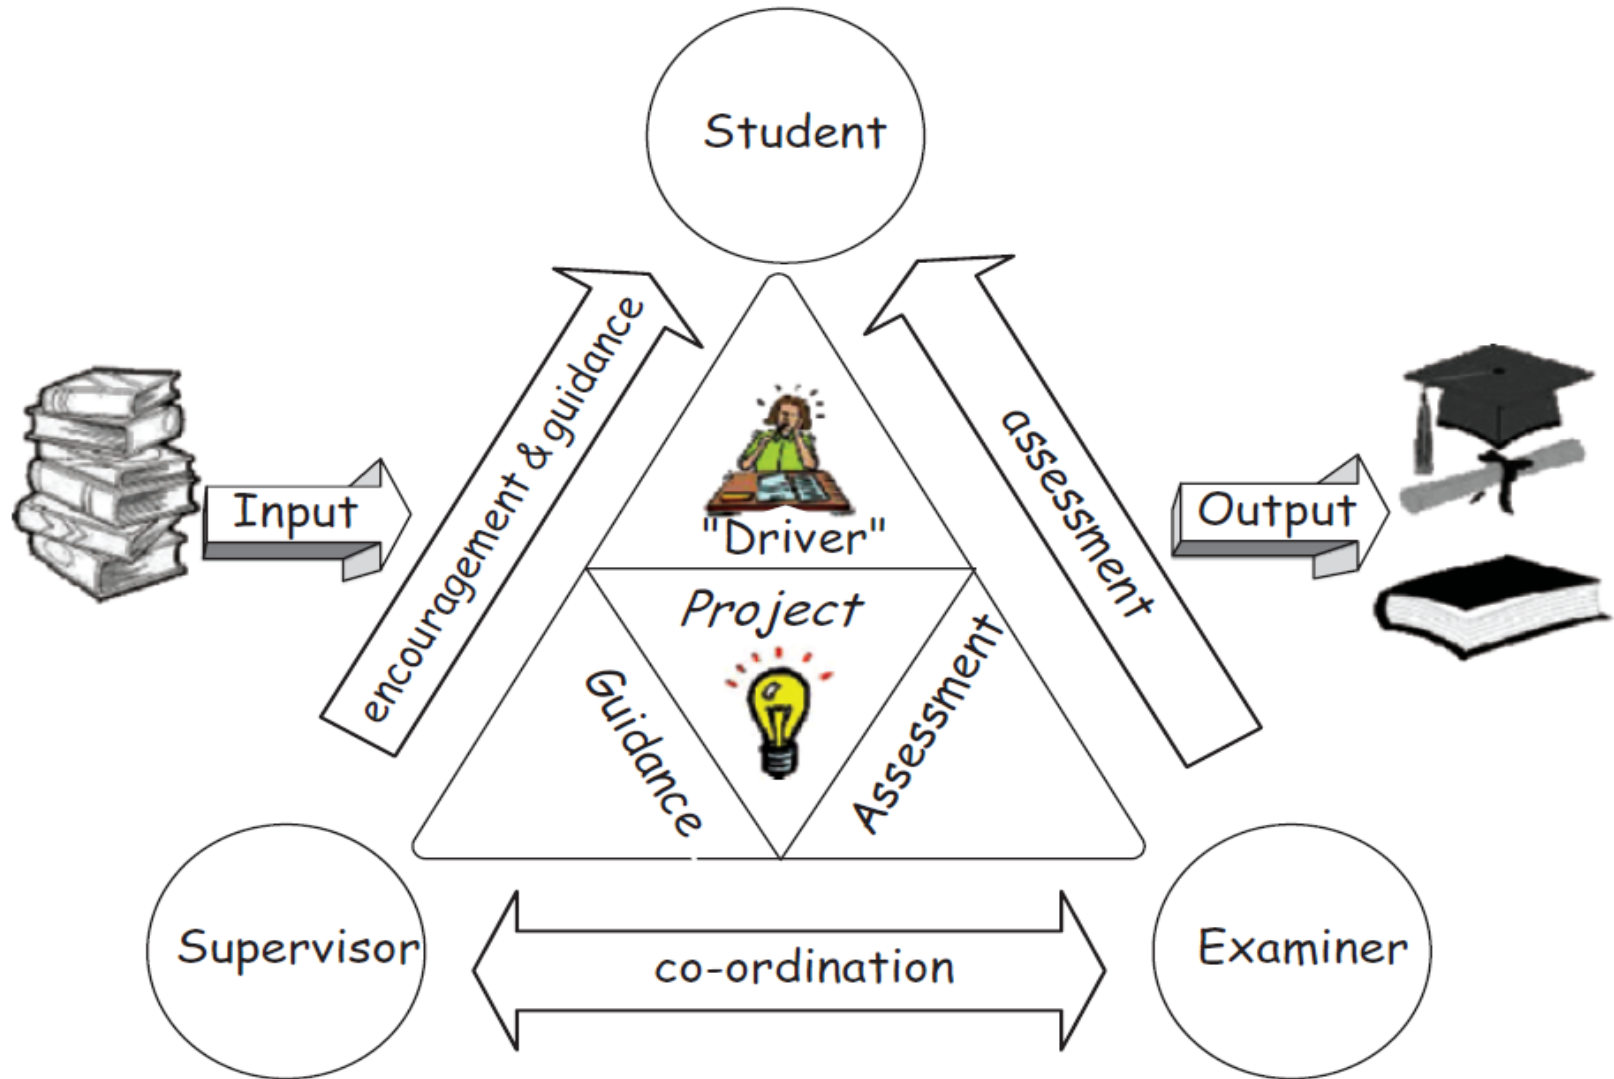 Student
encouragement & guidance
assessment
Input
"Driver"
Output
Project
Guidance
Assessment
Supervisor
co-ordination
Examiner